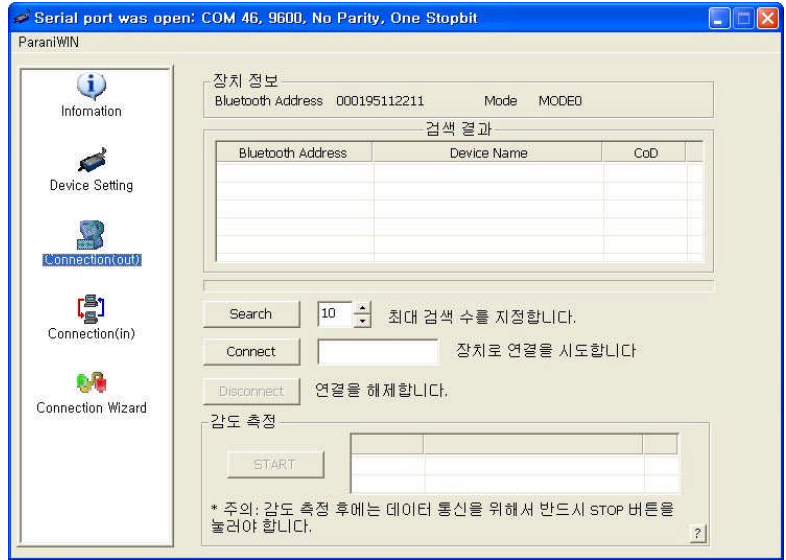 Serial port was open: COM 46, 9600, No Parity, One Stopbit
ParaniWIN
Infomation
Device Setting
Connection(out)
Connection(in)
Connection Wizard
장치 정보
Bluetooth Address 000195112211 Mode MODE0
검색 결과
Bluetooth Address Device Name CoD
Search 10 최대 검색 수를 지정합니다.
Connect 장치로 연결을 시도합니다
Disconnect 연결을 해제합니다.
감도 측정
START
* 주의: 감도 측정 후에는 데이터 통신을 위해서 반드시 STOP 버튼을
눌러야 합니다.
?